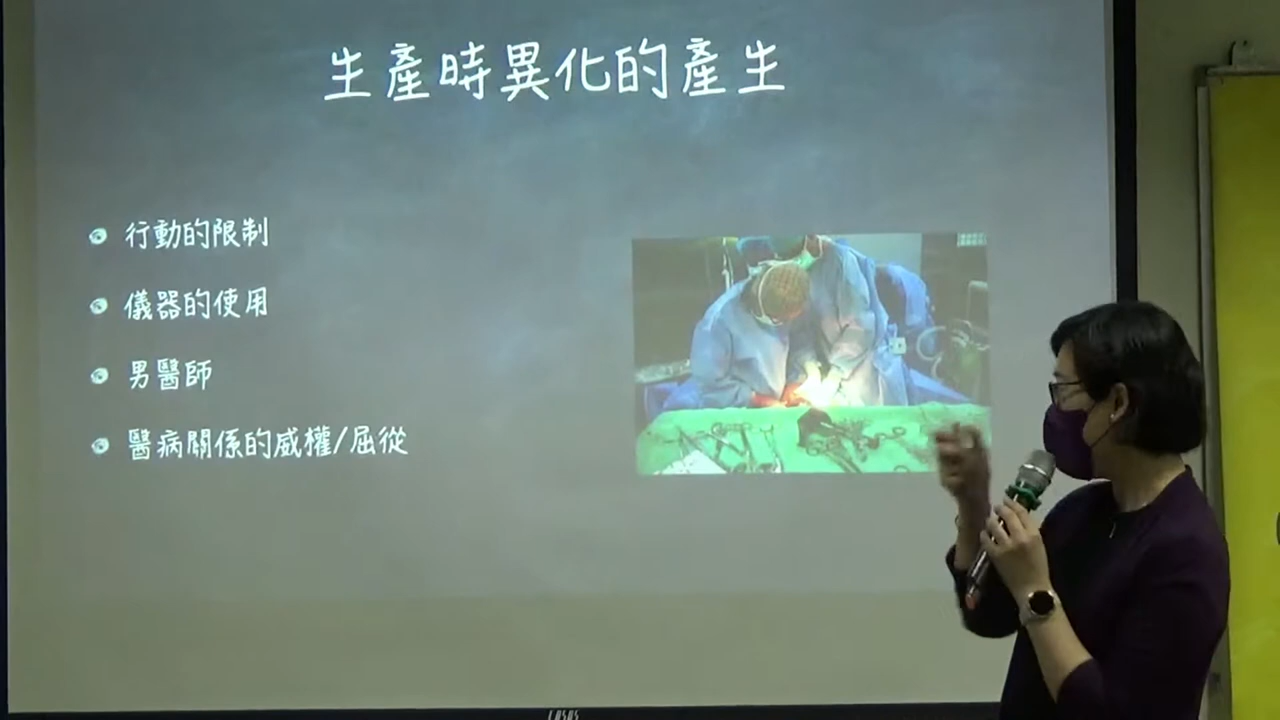 生產時異化的產生
行動的限制
儀器的使用
男醫師
醫病關係的威權/屈從